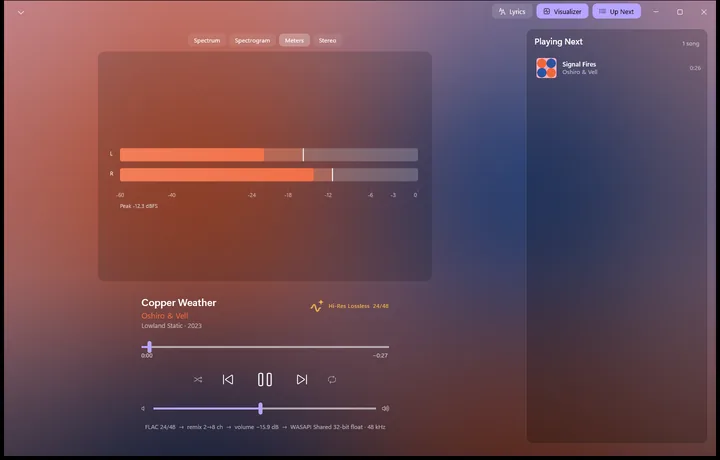 Lyrics
Visualizer
Up Next
Spectrum
Spectrogram
Meters
Stereo
L
R
-60 -40 -24 -18 -12 -6 -3 0
Peak -12.3 dBFS
Copper Weather
Oshiro & Vell
Lowland Static · 2023
Hi-Res Lossless 24/48
0:00
−0:27
FLAC 24/48 → remix 2→8 ch → volume −15.9 dB → WASAPI Shared 32-bit float · 48 kHz
Playing Next
1 song
Signal Fires
Oshiro & Vell
0:26